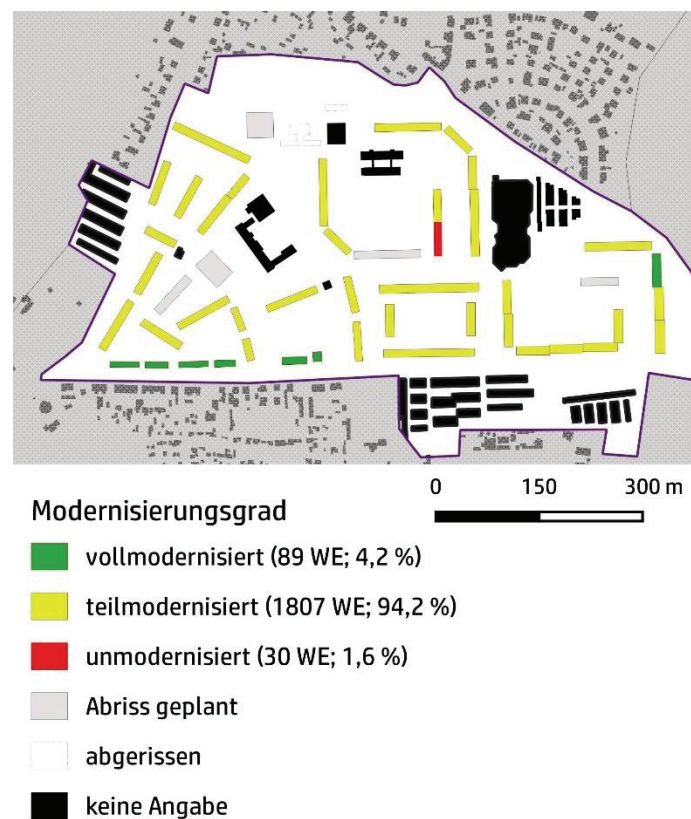 0 150 300 m
Modernisierungsgrad
vollmodernisiert (89 WE; 4,2 %)
teilmodernisiert (1807 WE; 94,2 %)
unmodernisiert (30 WE; 1,6 %)
Abriss geplant
abgerissen
keine Angabe